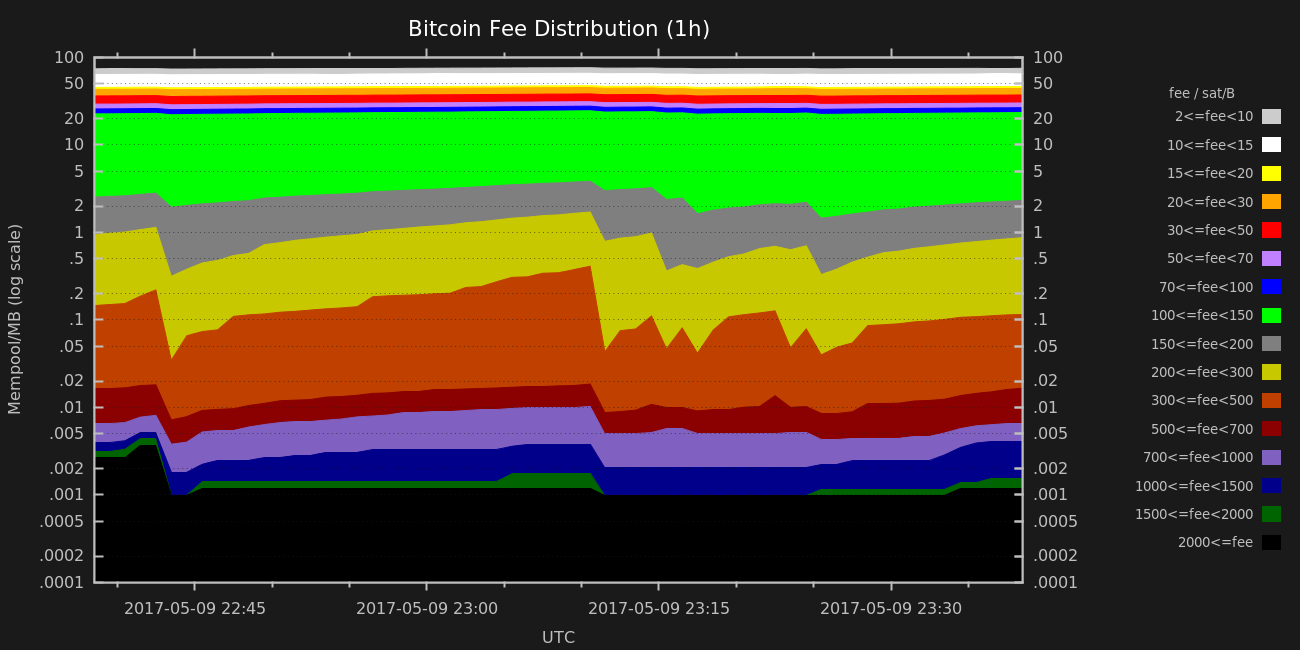 Bitcoin Fee Distribution (1h)
100
50
20
10
5
2
1
.5
.2
.1
.05
.02
.01
.005
.002
.001
.0005
.0002
.0001
Mempool/MB (log scale)
100
50
20
10
5
2
1
.5
.2
.1
.05
.02
.01
.005
.002
.001
.0005
.0002
.0001
2017-05-09 22:45
2017-05-09 23:00
2017-05-09 23:15
2017-05-09 23:30
UTC
fee / sat/B
2<=fee<10
10<=fee<15
15<=fee<20
20<=fee<30
30<=fee<50
50<=fee<70
70<=fee<100
100<=fee<150
150<=fee<200
200<=fee<300
300<=fee<500
500<=fee<700
700<=fee<1000
1000<=fee<1500
1500<=fee<2000
2000<=fee